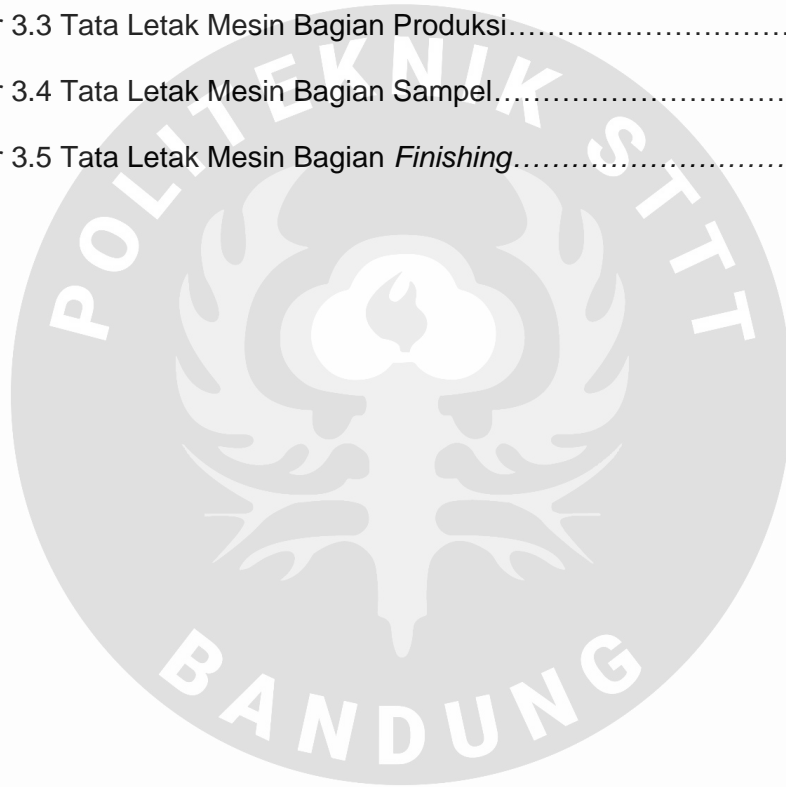 r 3.3 Tata Letak Mesin Bagian Produksi……………………………
r 3.4 Tata Letak Mesin Bagian Sampel……………………………
r 3.5 Tata Letak Mesin Bagian Finishing……………………………
POLITEKNIK STTT
BANDUNG